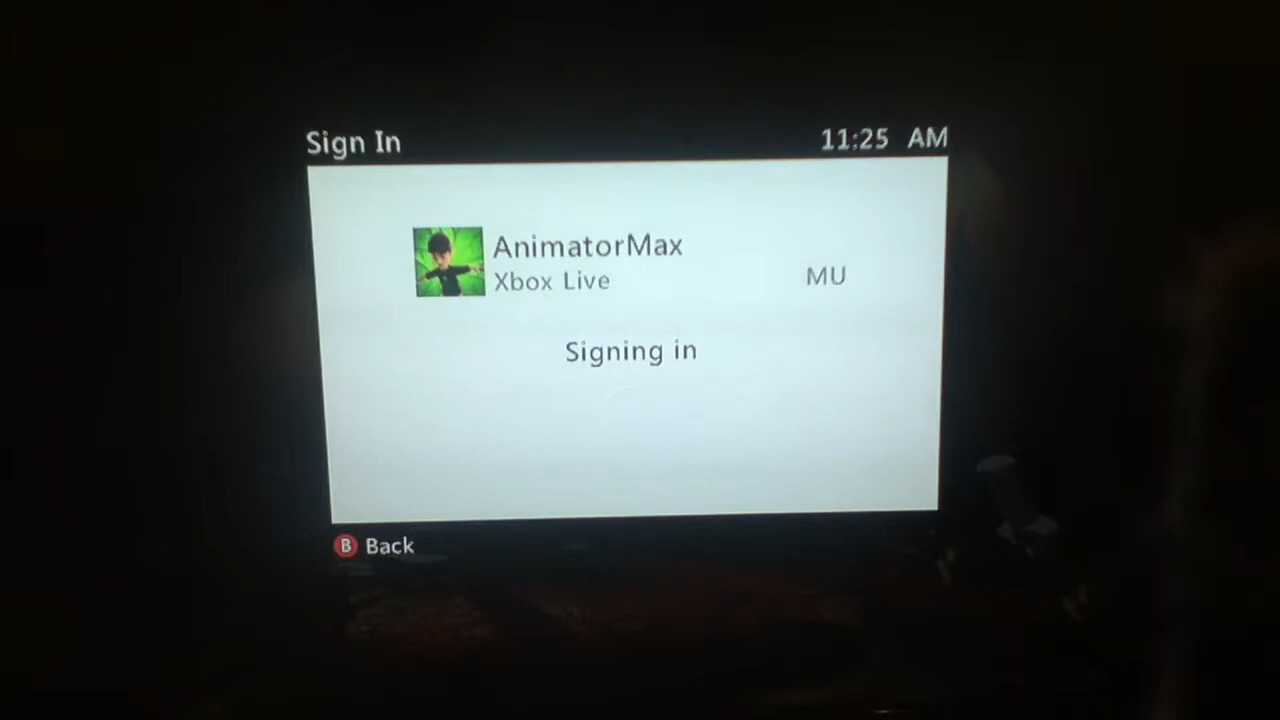 Sign In
11:25 AM
AnimatorMax
Xbox Live
MU
Signing in
B Back